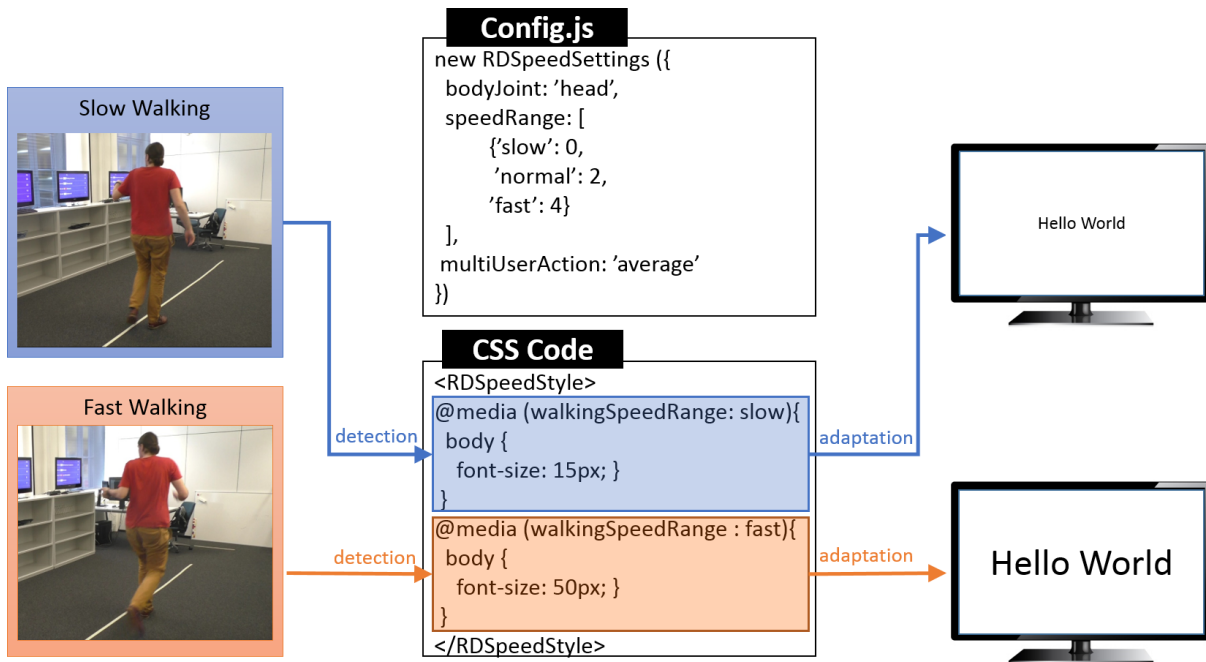 Config.js
new RDSpeedSettings ({
bodyJoint: ’head’,
speedRange: [
{’slow’: 0,
’normal’: 2,
’fast’: 4}
],
multiUserAction: ’average’
})
Slow Walking
Fast Walking
CSS Code
<RDSpeedStyle>
@media (walkingSpeedRange: slow){
body {
font-size: 15px; }
}
@media (walkingSpeedRange : fast){
body {
font-size: 50px; }
}
</RDSpeedStyle>
detection
adaptation
detection
adaptation
Hello World
Hello World